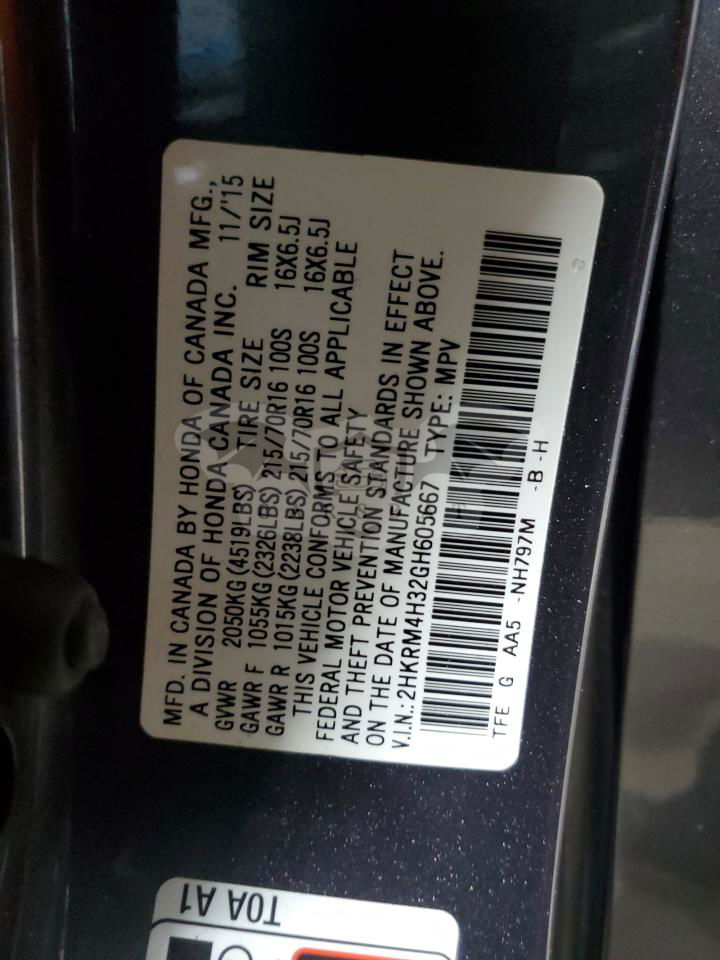 MFD. IN CANADA BY HONDA OF CANADA MFG.,
A DIVISION OF HONDA CANADA INC. 11/'15
GVWR 2050KG(4519LBS) TIRE SIZE RIM SIZE
GAWR F 1055KG(2326LBS) 215/70R16 100S 16X6.5J
GAWR R 1015KG(2238LBS) 215/70R16 100S 16X6.5J
THIS VEHICLE CONFORMS TO ALL APPLICABLE
FEDERAL MOTOR VEHICLE SAFETY
AND THEFT PREVENTION STANDARDS IN EFFECT
ON THE DATE OF MANUFACTURE SHOWN ABOVE.
V.I.N.:2HKRM4H32GH605667 TYPE: MPV
TFE G AA5 -NH797M -B -H
T0A A1